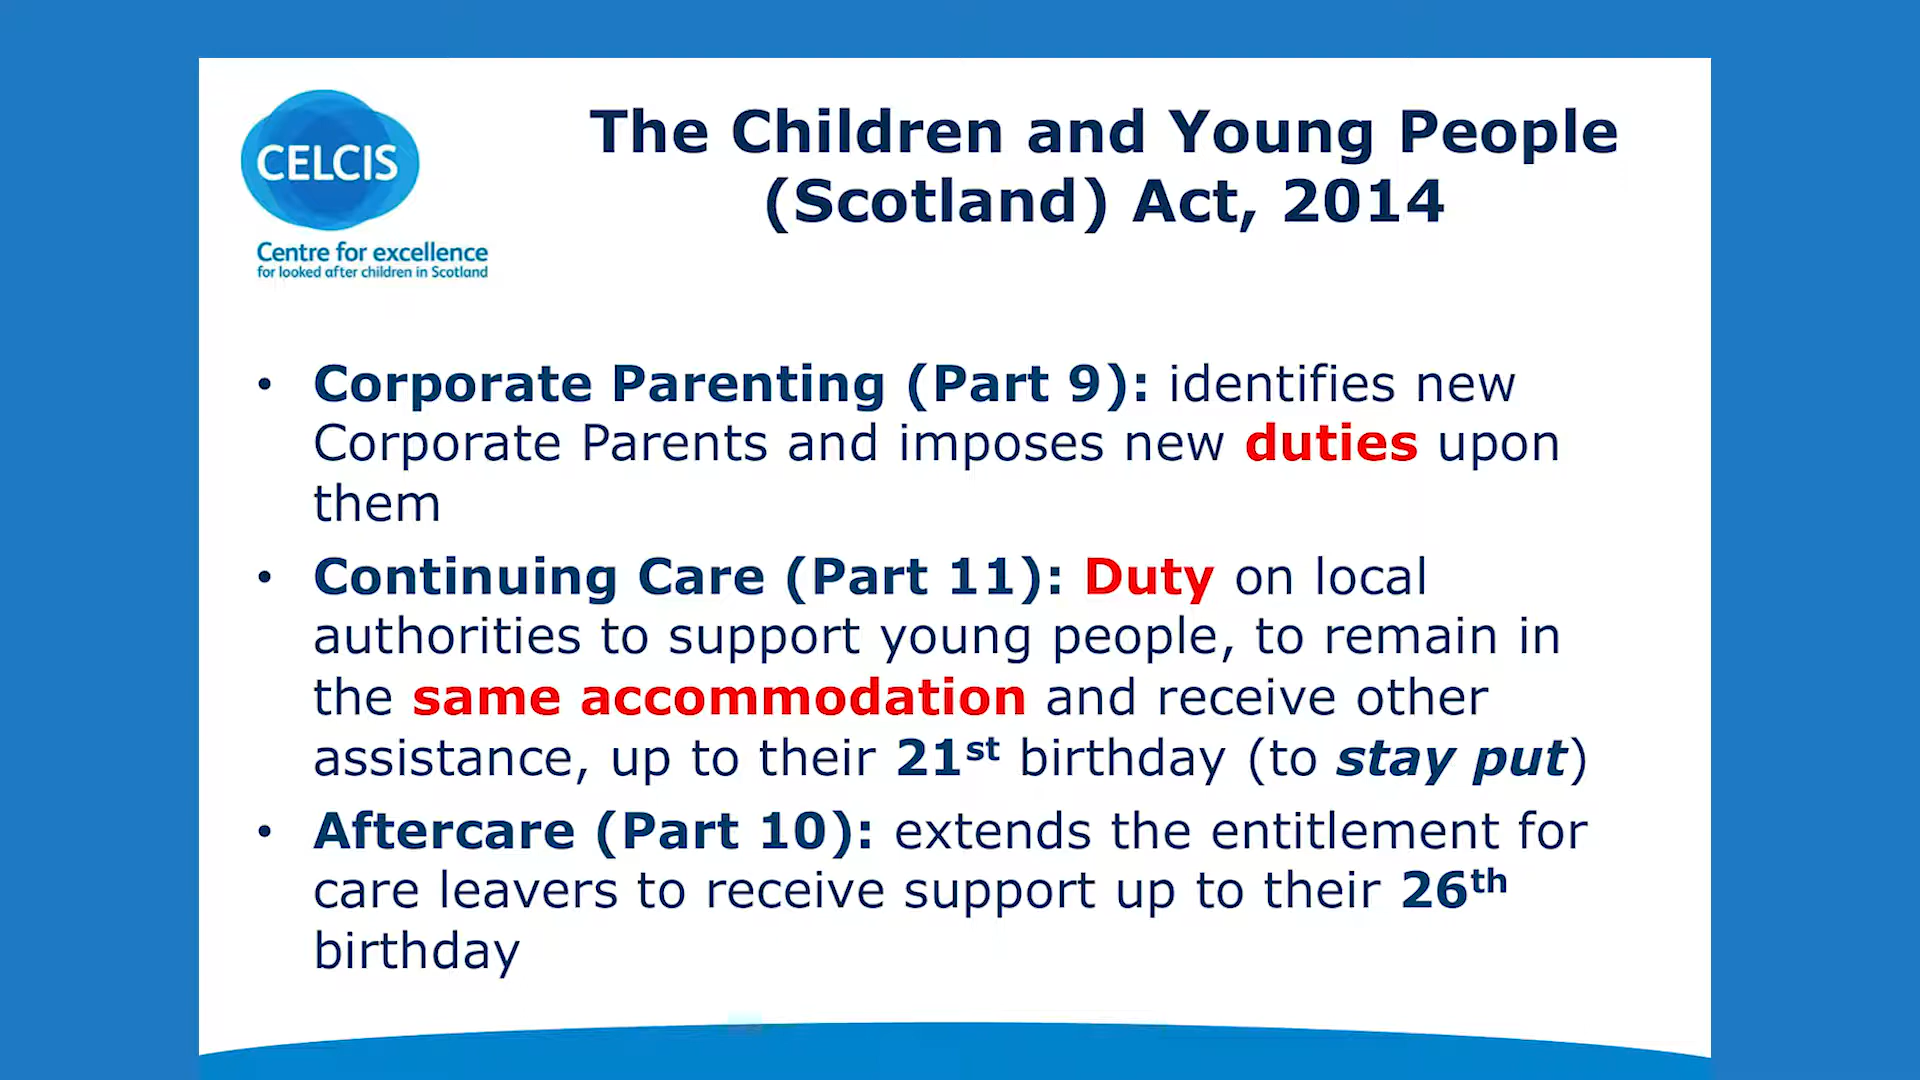 CELCIS
Centre for excellence
for looked after children in Scotland
The Children and Young People
(Scotland) Act, 2014
• Corporate Parenting (Part 9): identifies new
Corporate Parents and imposes new duties upon
them
• Continuing Care (Part 11): Duty on local
authorities to support young people, to remain in
the same accommodation and receive other
assistance, up to their 21st birthday (to stay put)
• Aftercare (Part 10): extends the entitlement for
care leavers to receive support up to their 26th
birthday